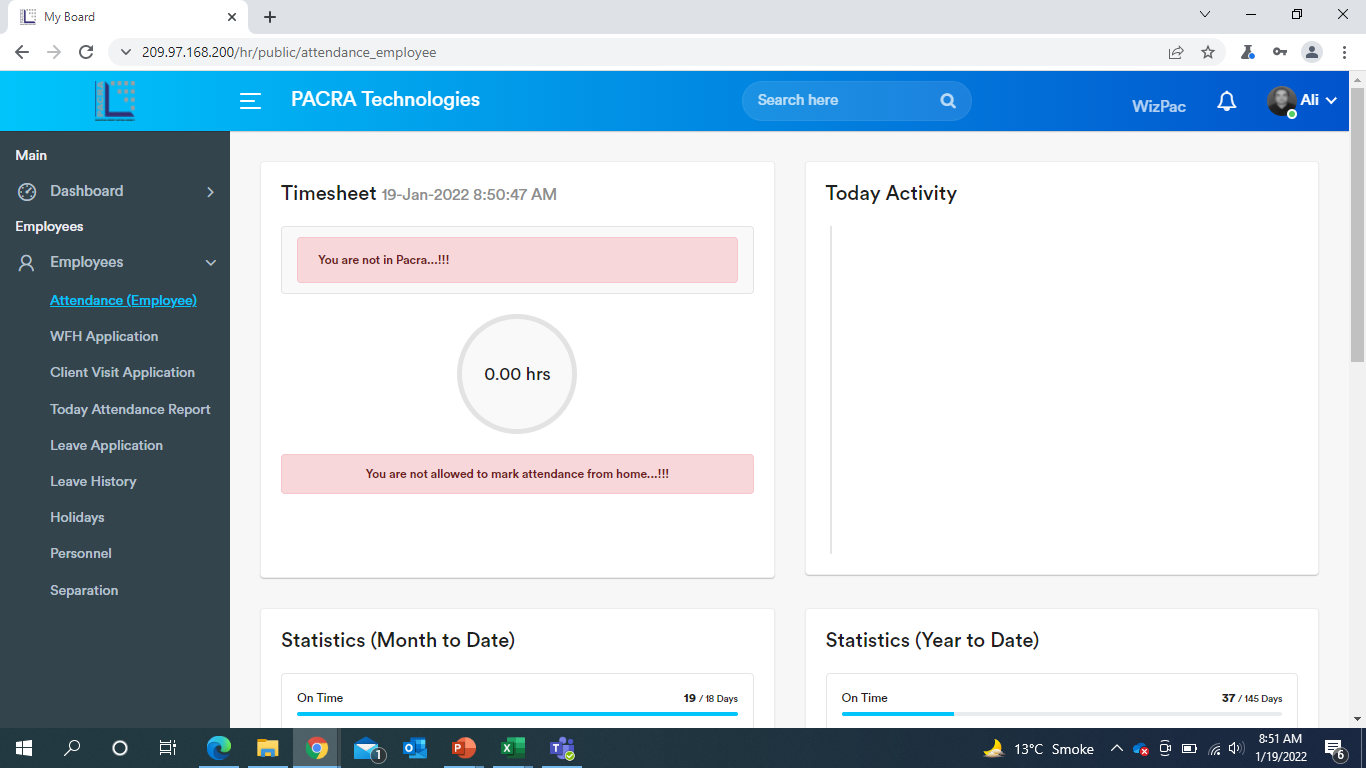 My Board
209.97.168.200/hr/public/attendance_employee
PACRA
PACRA Technologies
Search here
WizPac
Ali
Main
Dashboard
Employees
Employees
Attendance (Employee)
WFH Application
Client Visit Application
Today Attendance Report
Leave Application
Leave History
Holidays
Personnel
Separation
Timesheet 19-Jan-2022 8:50:47 AM
You are not in Pacra...!!!
0.00 hrs
You are not allowed to mark attendance from home...!!!
Today Activity
Statistics (Month to Date)
On Time 19 / 18 Days
Statistics (Year to Date)
On Time 37 / 145 Days
1
13°C Smoke
8:51 AM
1/19/2022
6